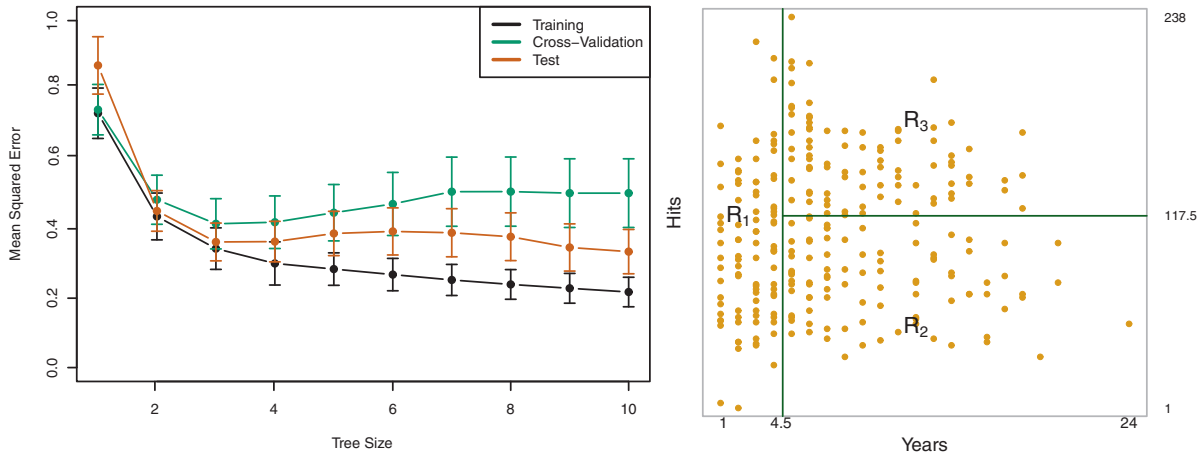 Training
Cross−Validation
Test
Mean Squared Error
1.0
0.8
0.6
0.4
0.2
0.0
2 4 6 8 10
Tree Size
Hits
R1
R3
R2
238
117.5
1
1 4.5 24
Years